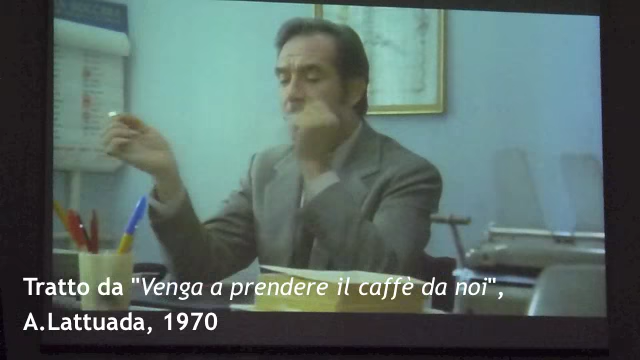 Tratto da "Venga a prendere il caffè da noi",
A.Lattuada, 1970